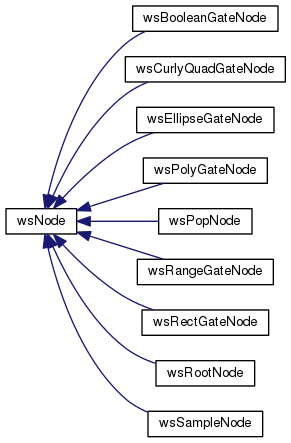 wsBooleanGateNode
wsCurlyQuadGateNode
wsEllipseGateNode
wsPolyGateNode
wsNode
wsPopNode
wsRangeGateNode
wsRectGateNode
wsRootNode
wsSampleNode